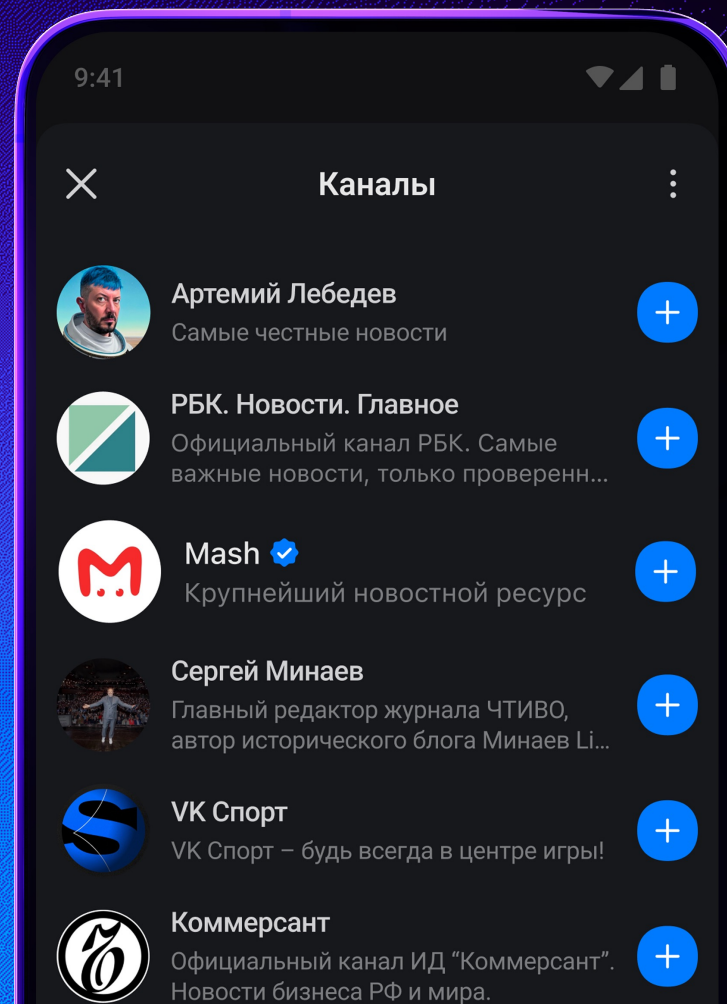 9:41
Каналы
Артемий Лебедев
Самые честные новости
РБК. Новости. Главное
Официальный канал РБК. Самые
важные новости, только проверенн...
Mash
Крупнейший новостной ресурс
Сергей Минаев
Главный редактор журнала ЧТИВО,
автор исторического блога Минаев Li...
VK Спорт
VK Спорт – будь всегда в центре игры!
Коммерсант
Официальный канал ИД “Коммерсант”.
Новости бизнеса РФ и мира.